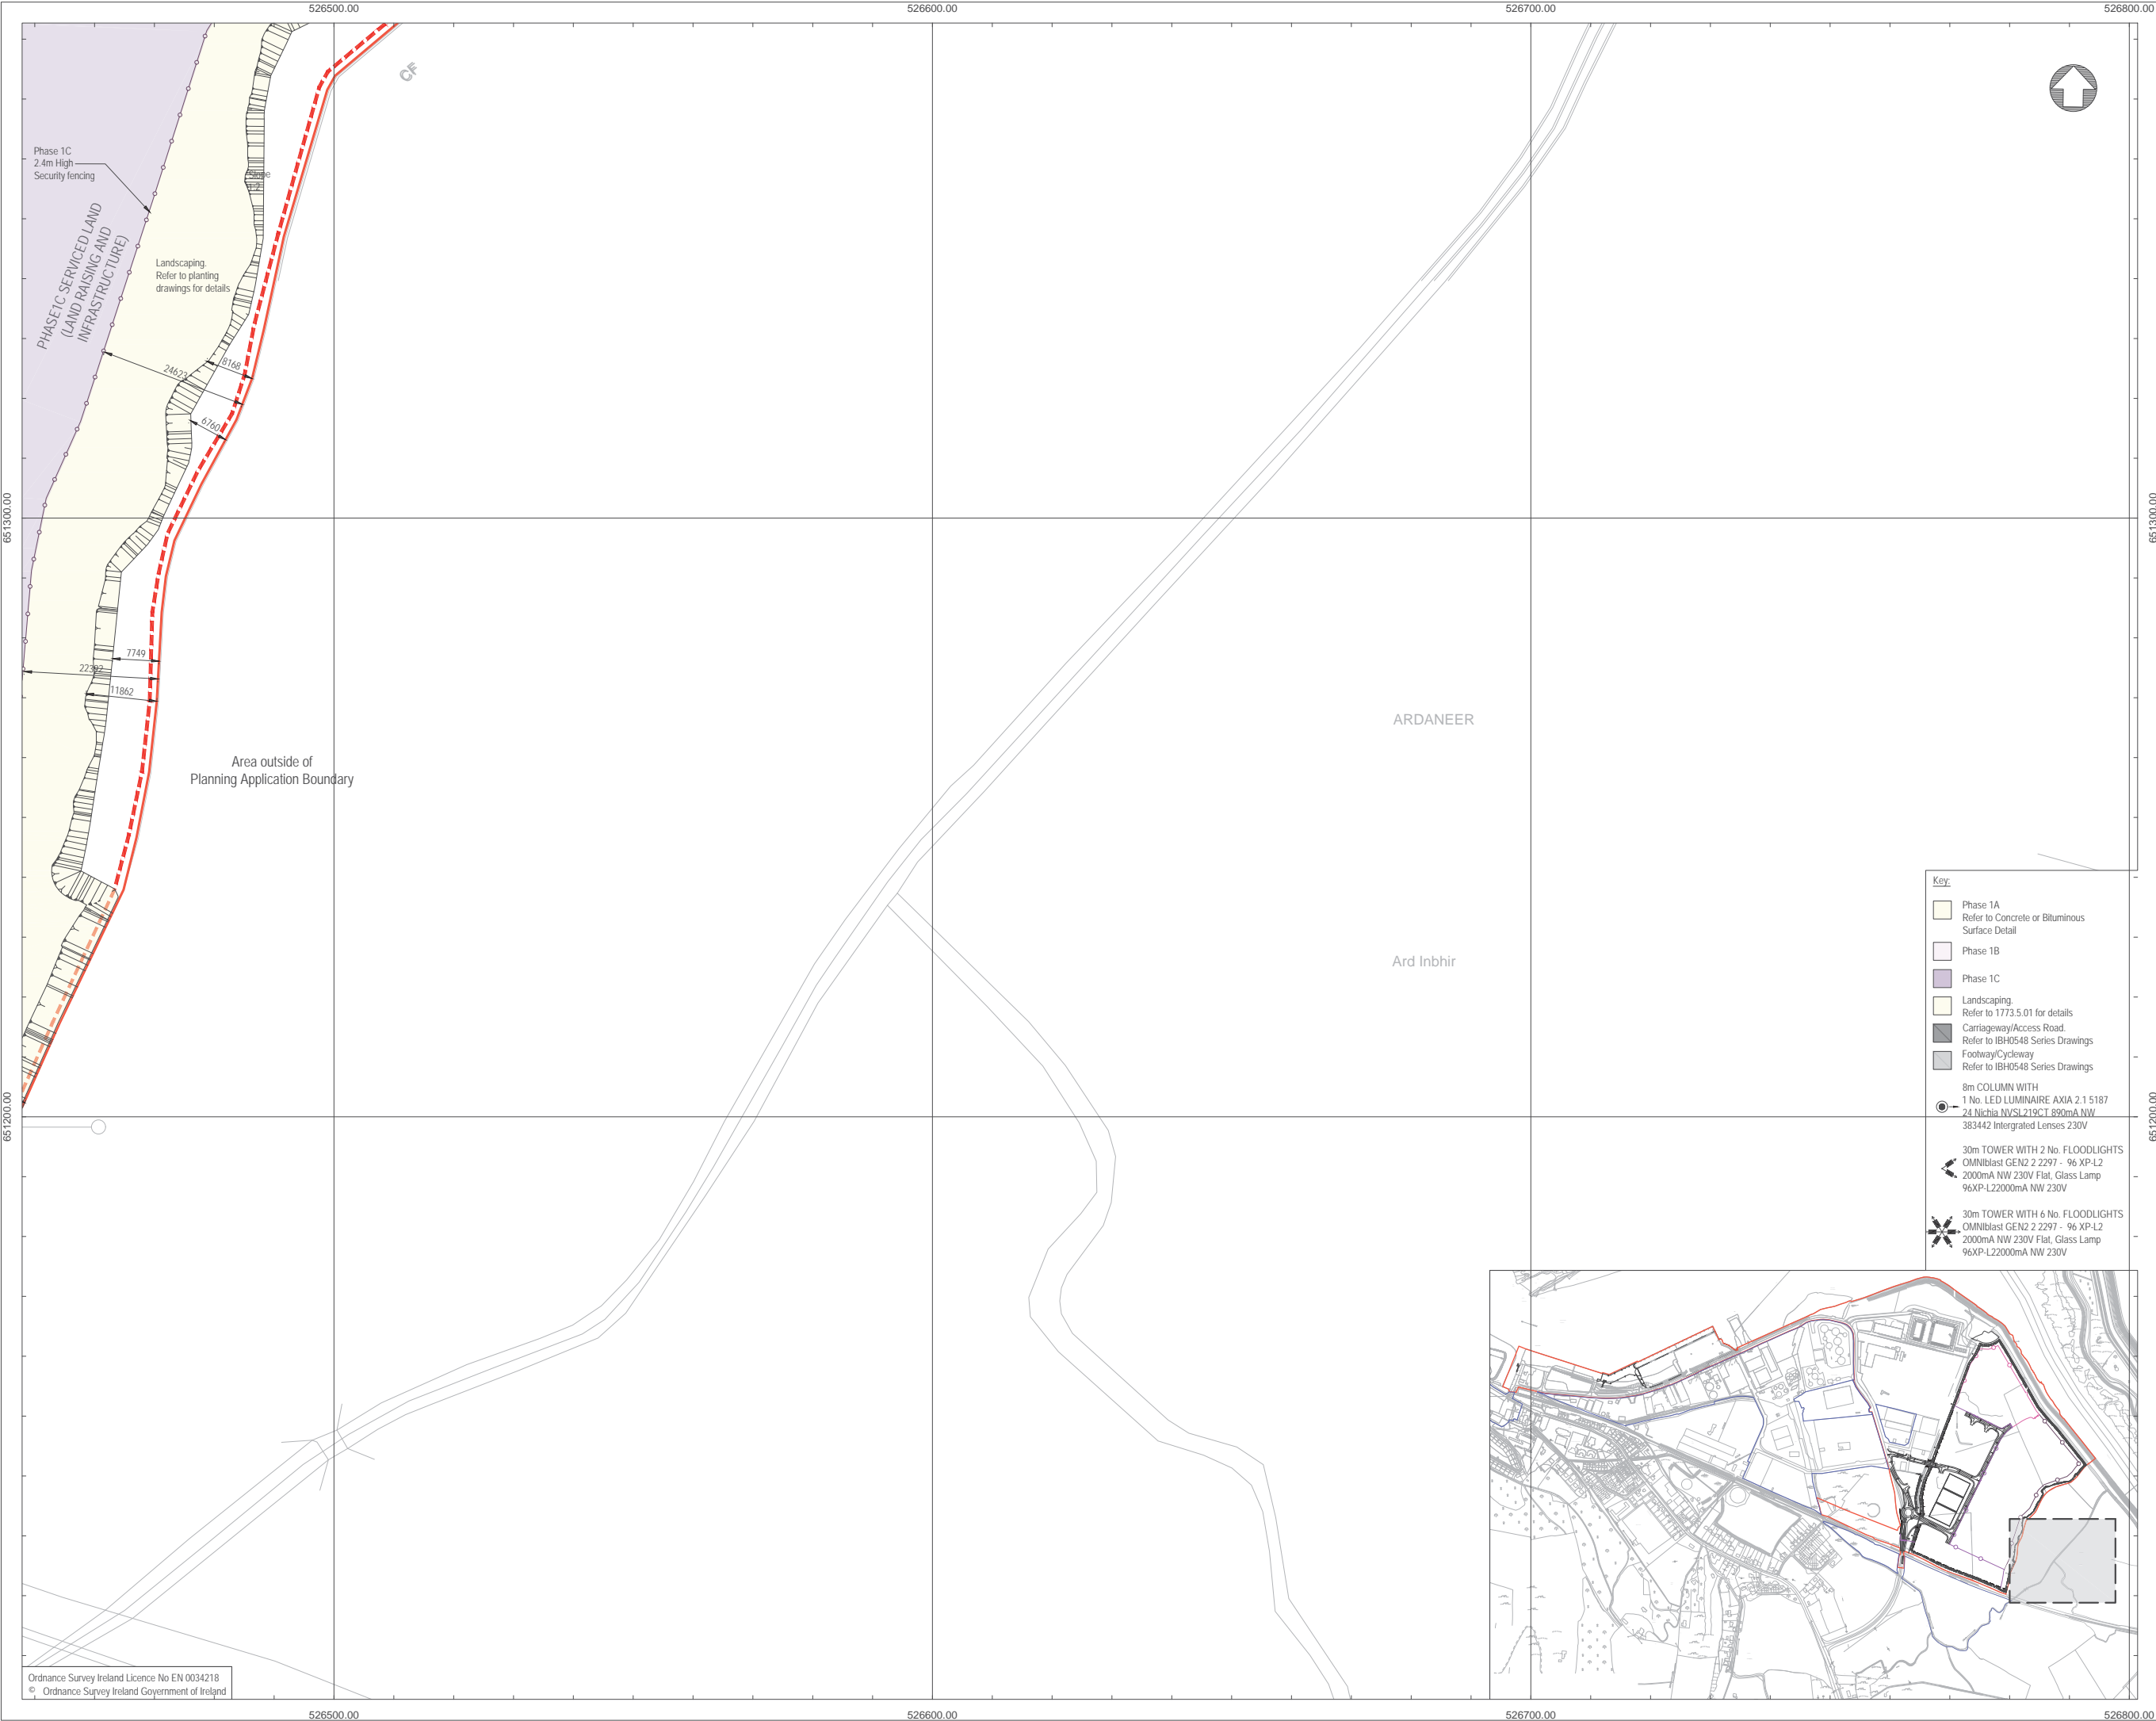 526500.00
526600.00
526700.00
526800.00
CF
Phase 1C
2.4m High
Security fencing
Slope
1:2
PHASE1C SERVICED LAND
(LAND RAISING AND
INFRASTRUCTURE)
Landscaping.
Refer to planting
drawings for details
8168
24623
6760
651300.00
651300.00
7749
22392
11862
ARDANEER
Area outside of
Planning Application Boundary
Ard Inbhir
651200.00
651200.00
Key:
Phase 1A
Refer to Concrete or Bituminous
Surface Detail
Phase 1B
Phase 1C
Landscaping.
Refer to 1773.5.01 for details
Carriageway/Access Road.
Refer to IBH0548 Series Drawings
Footway/Cycleway
Refer to IBH0548 Series Drawings
8m COLUMN WITH
1 No. LED LUMINAIRE AXIA 2.1 5187
24 Nichia NVSL219CT 890mA NW
383442 Intergrated Lenses 230V
30m TOWER WITH 2 No. FLOODLIGHTS
OMNIblast GEN2 2 2297 - 96 XP-L2
2000mA NW 230V Flat, Glass Lamp
96XP-L22000mA NW 230V
30m TOWER WITH 6 No. FLOODLIGHTS
OMNIblast GEN2 2 2297 - 96 XP-L2
2000mA NW 230V Flat, Glass Lamp
96XP-L22000mA NW 230V
Ordnance Survey Ireland Licence No EN 0034218
© Ordnance Survey Ireland Government of Ireland
526500.00
526600.00
526700.00
526800.00